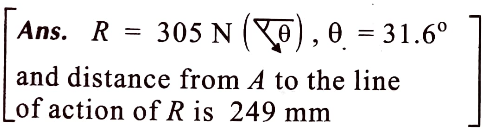 Ans. R = 305 N (θ) , θ = 31.6°
and distance from A to the line
of action of R is 249 mm